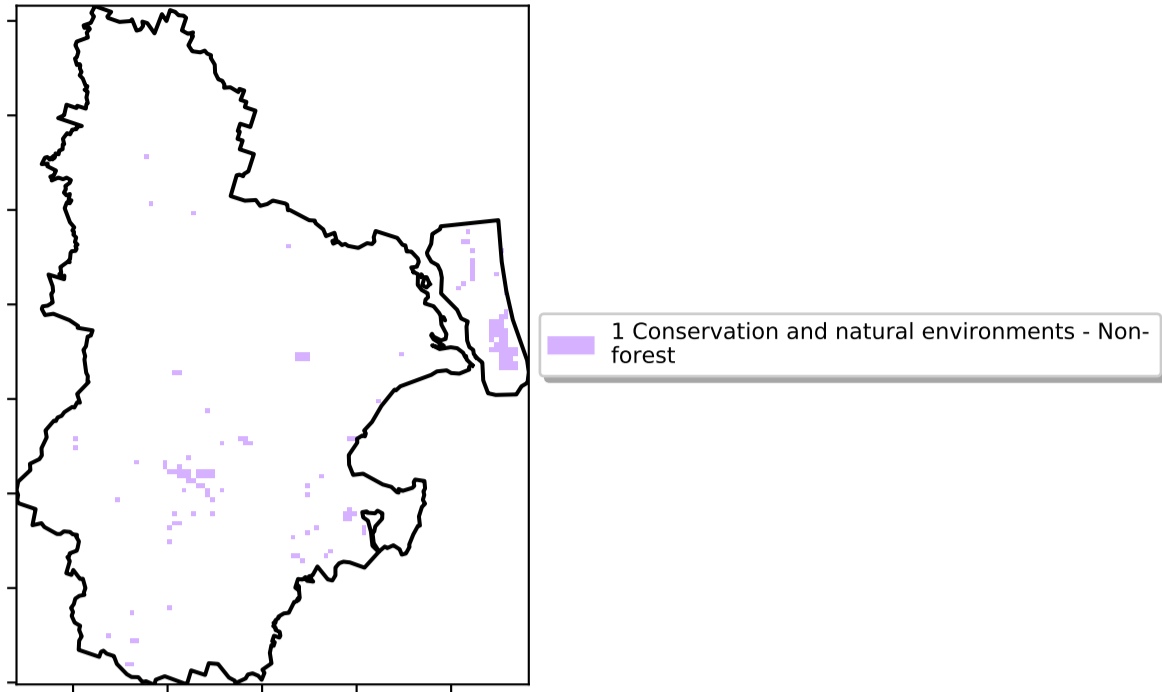 1 Conservation and natural environments - Non-
forest